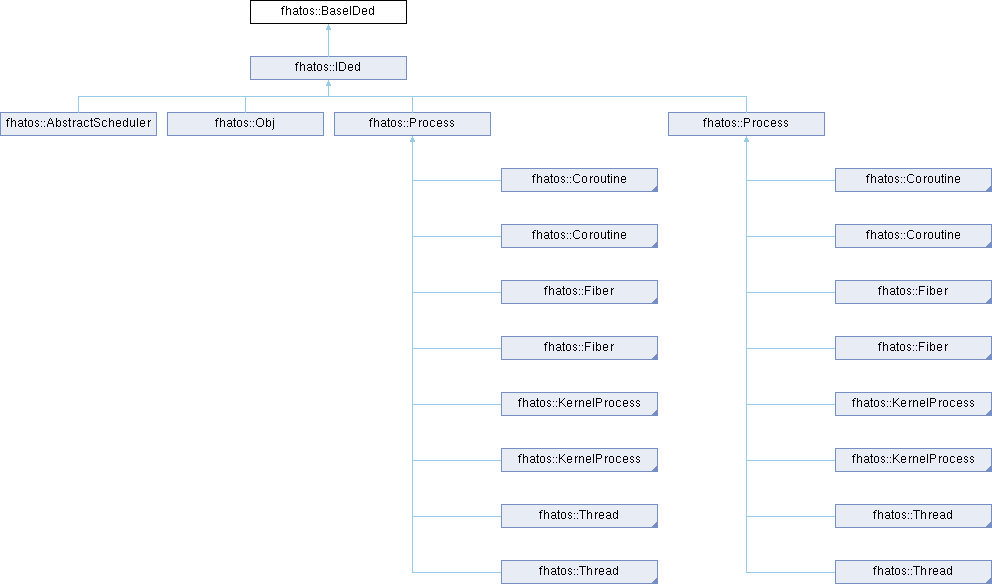 fhatos::BaseIDed
fhatos::IDed
fhatos::AbstractScheduler
fhatos::Obj
fhatos::Process
fhatos::Process
fhatos::Coroutine
fhatos::Coroutine
fhatos::Coroutine
fhatos::Coroutine
fhatos::Fiber
fhatos::Fiber
fhatos::Fiber
fhatos::Fiber
fhatos::KernelProcess
fhatos::KernelProcess
fhatos::KernelProcess
fhatos::KernelProcess
fhatos::Thread
fhatos::Thread
fhatos::Thread
fhatos::Thread